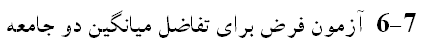 6-7 آزمون فرض برای تفاضل میانگین دو جامعه